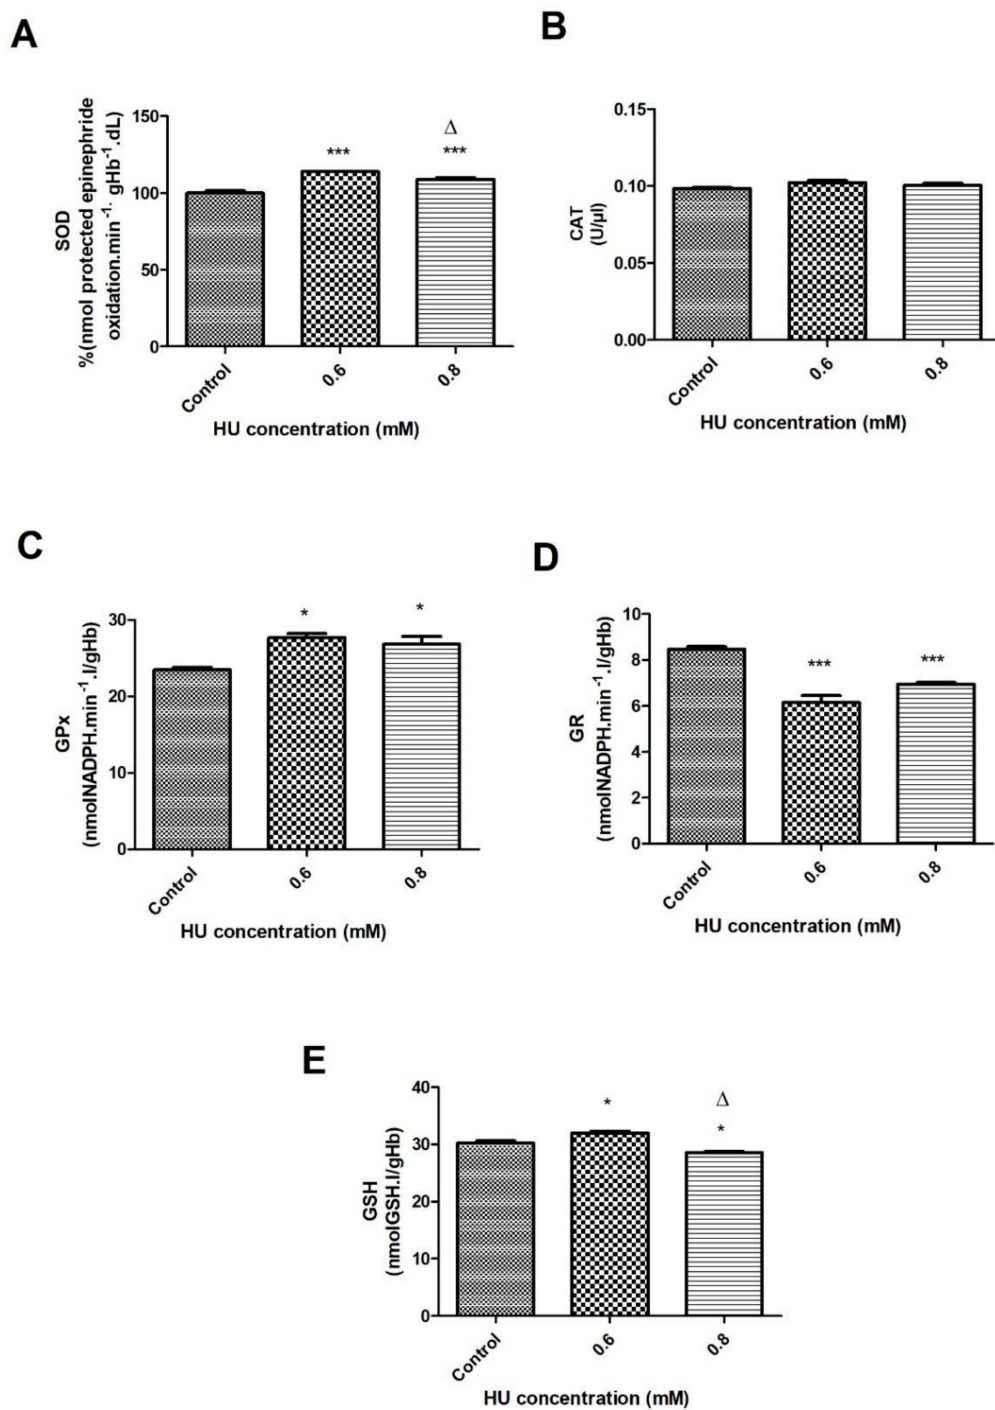 A
SOD
%(nmol protected epinephride
oxidation.min⁻¹· gHb⁻¹.dL)
150
100
50
0
***
Δ
***
Control
0.6
0.8
HU concentration (mM)
B
CAT
(U/µl)
0.15
0.10
0.05
0.00
Control
0.6
0.8
HU concentration (mM)
C
GPx
(nmolNADPH.min⁻¹.l/gHb)
30
20
10
0
*
*
Control
0.6
0.8
HU concentration (mM)
D
GR
(nmolNADPH.min⁻¹.l/gHb)
10
8
6
4
2
0
***
***
Control
0.6
0.8
HU concentration (mM)
E
GSH
(nmolGSH.l/gHb)
40
30
20
10
0
*
Δ
*
Control
0.6
0.8
HU concentration (mM)